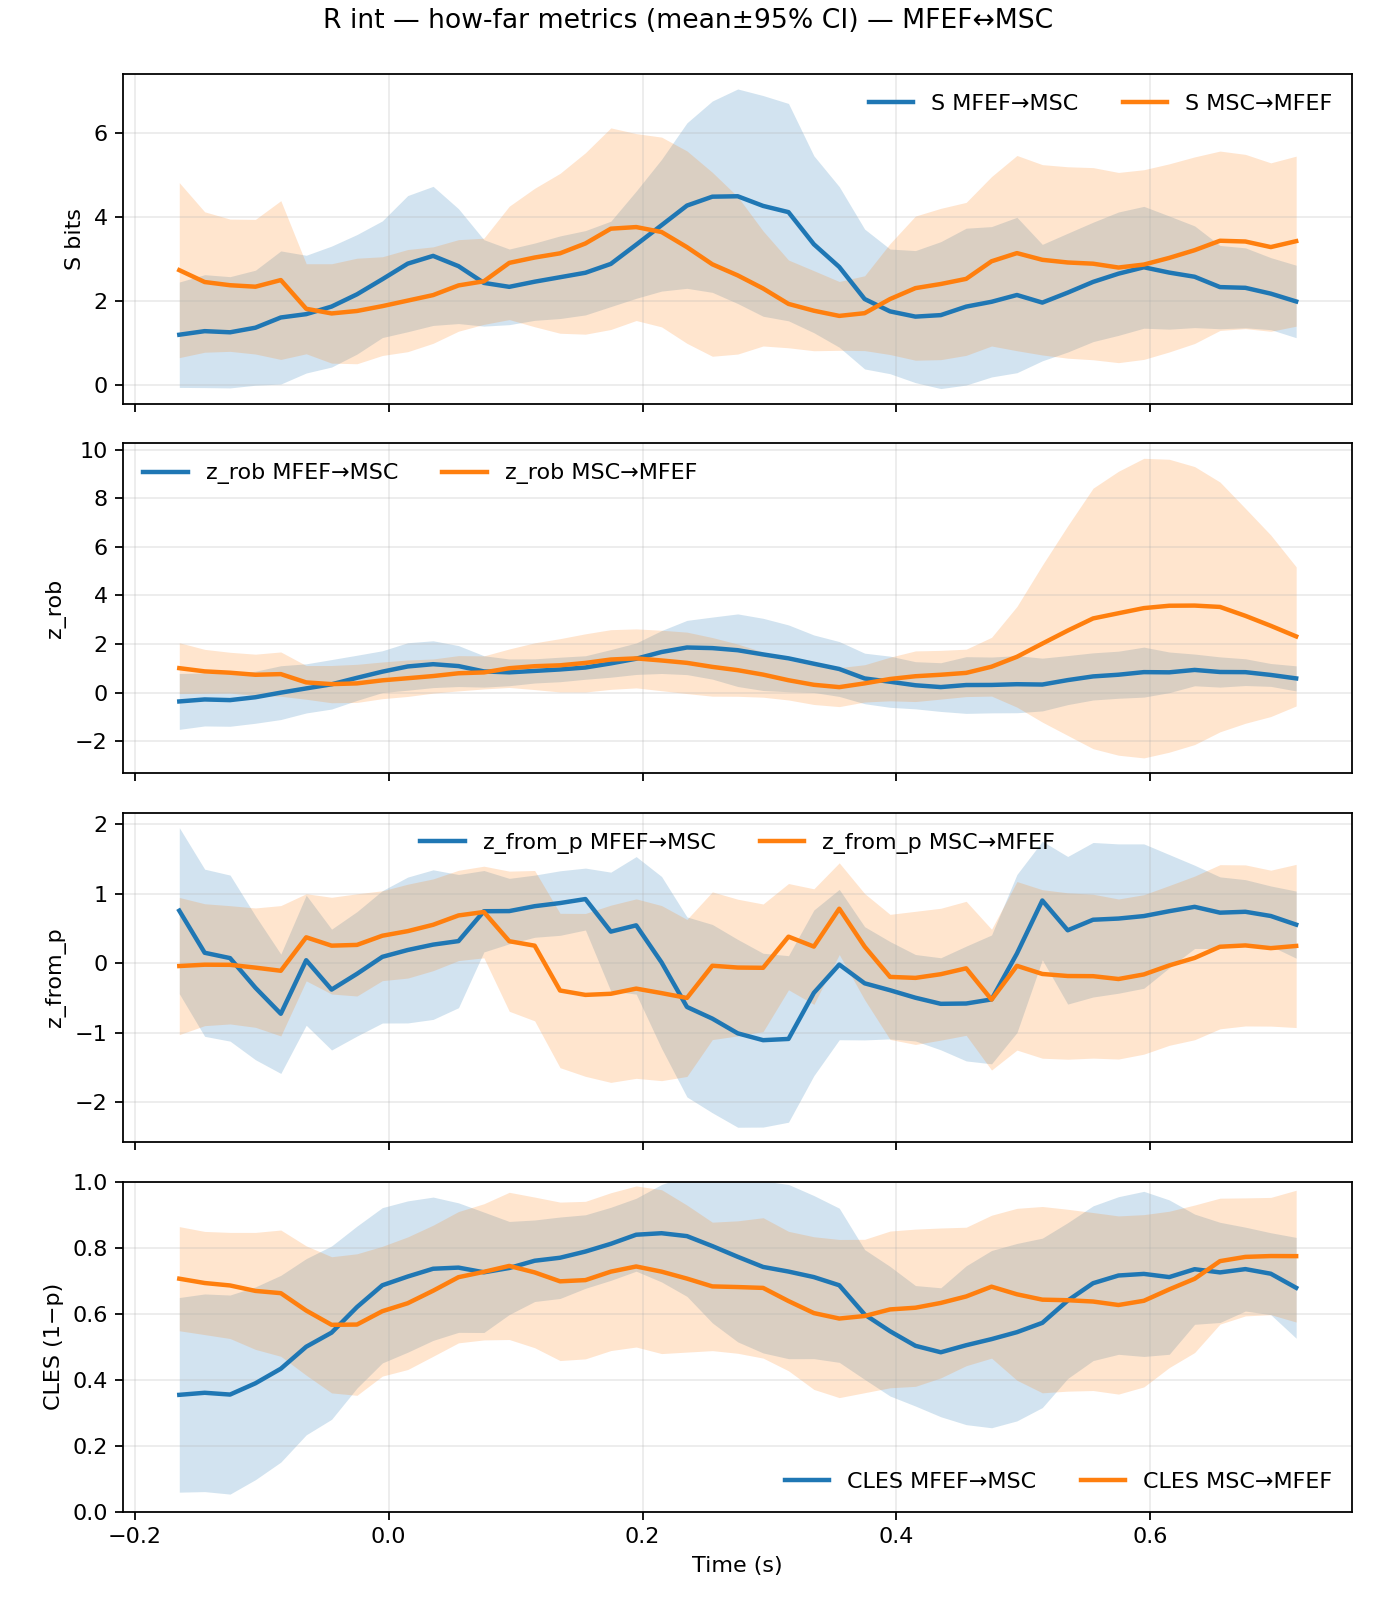 R int — how-far metrics (mean±95% CI) — MFEF↔MSC
S bits
6
4
2
0
S MFEF→MSC
S MSC→MFEF
z_rob
10
8
6
4
2
0
−2
z_rob MFEF→MSC
z_rob MSC→MFEF
z_from_p
2
1
0
−1
−2
z_from_p MFEF→MSC
z_from_p MSC→MFEF
CLES (1−p)
1.0
0.8
0.6
0.4
0.2
0.0
CLES MFEF→MSC
CLES MSC→MFEF
−0.2
0.0
0.2
0.4
0.6
Time (s)